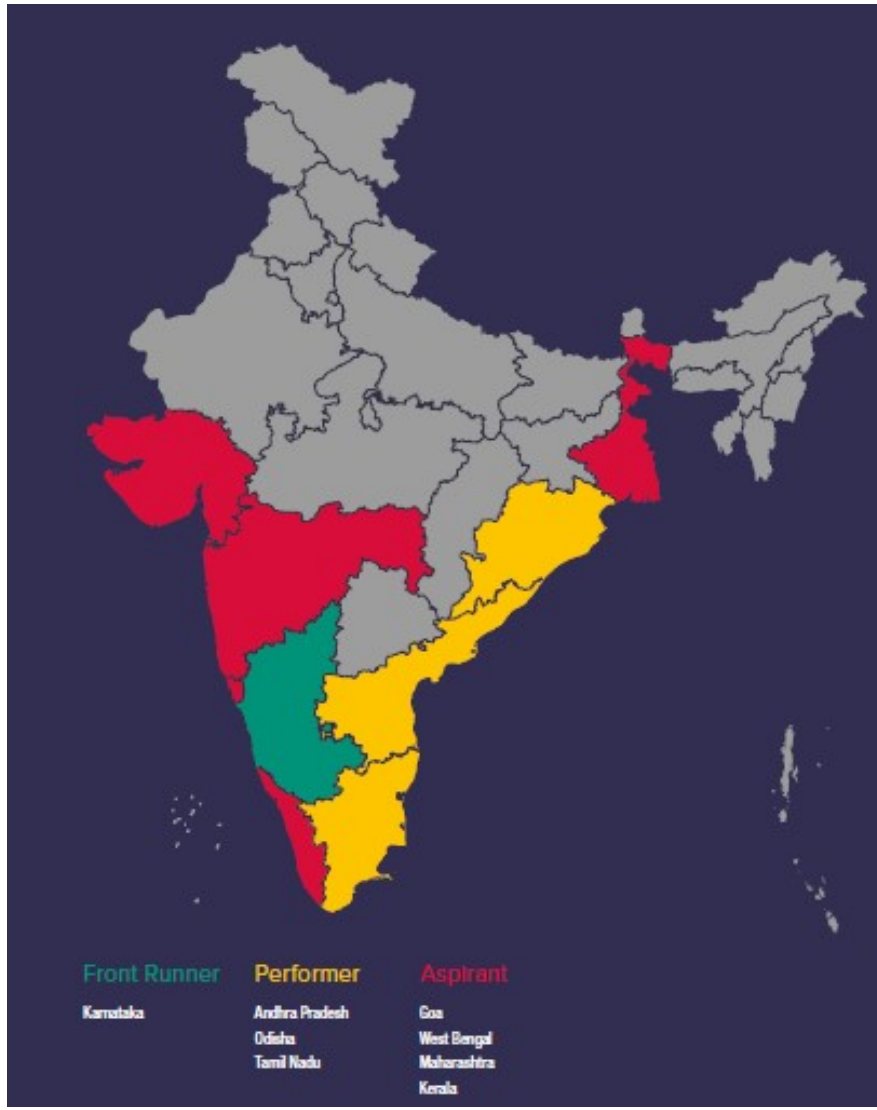 Front Runner
Karnataka
Performer
Andhra Pradesh
Odisha
Tamil Nadu
Aspirant
Goa
West Bengal
Maharashtra
Kerala